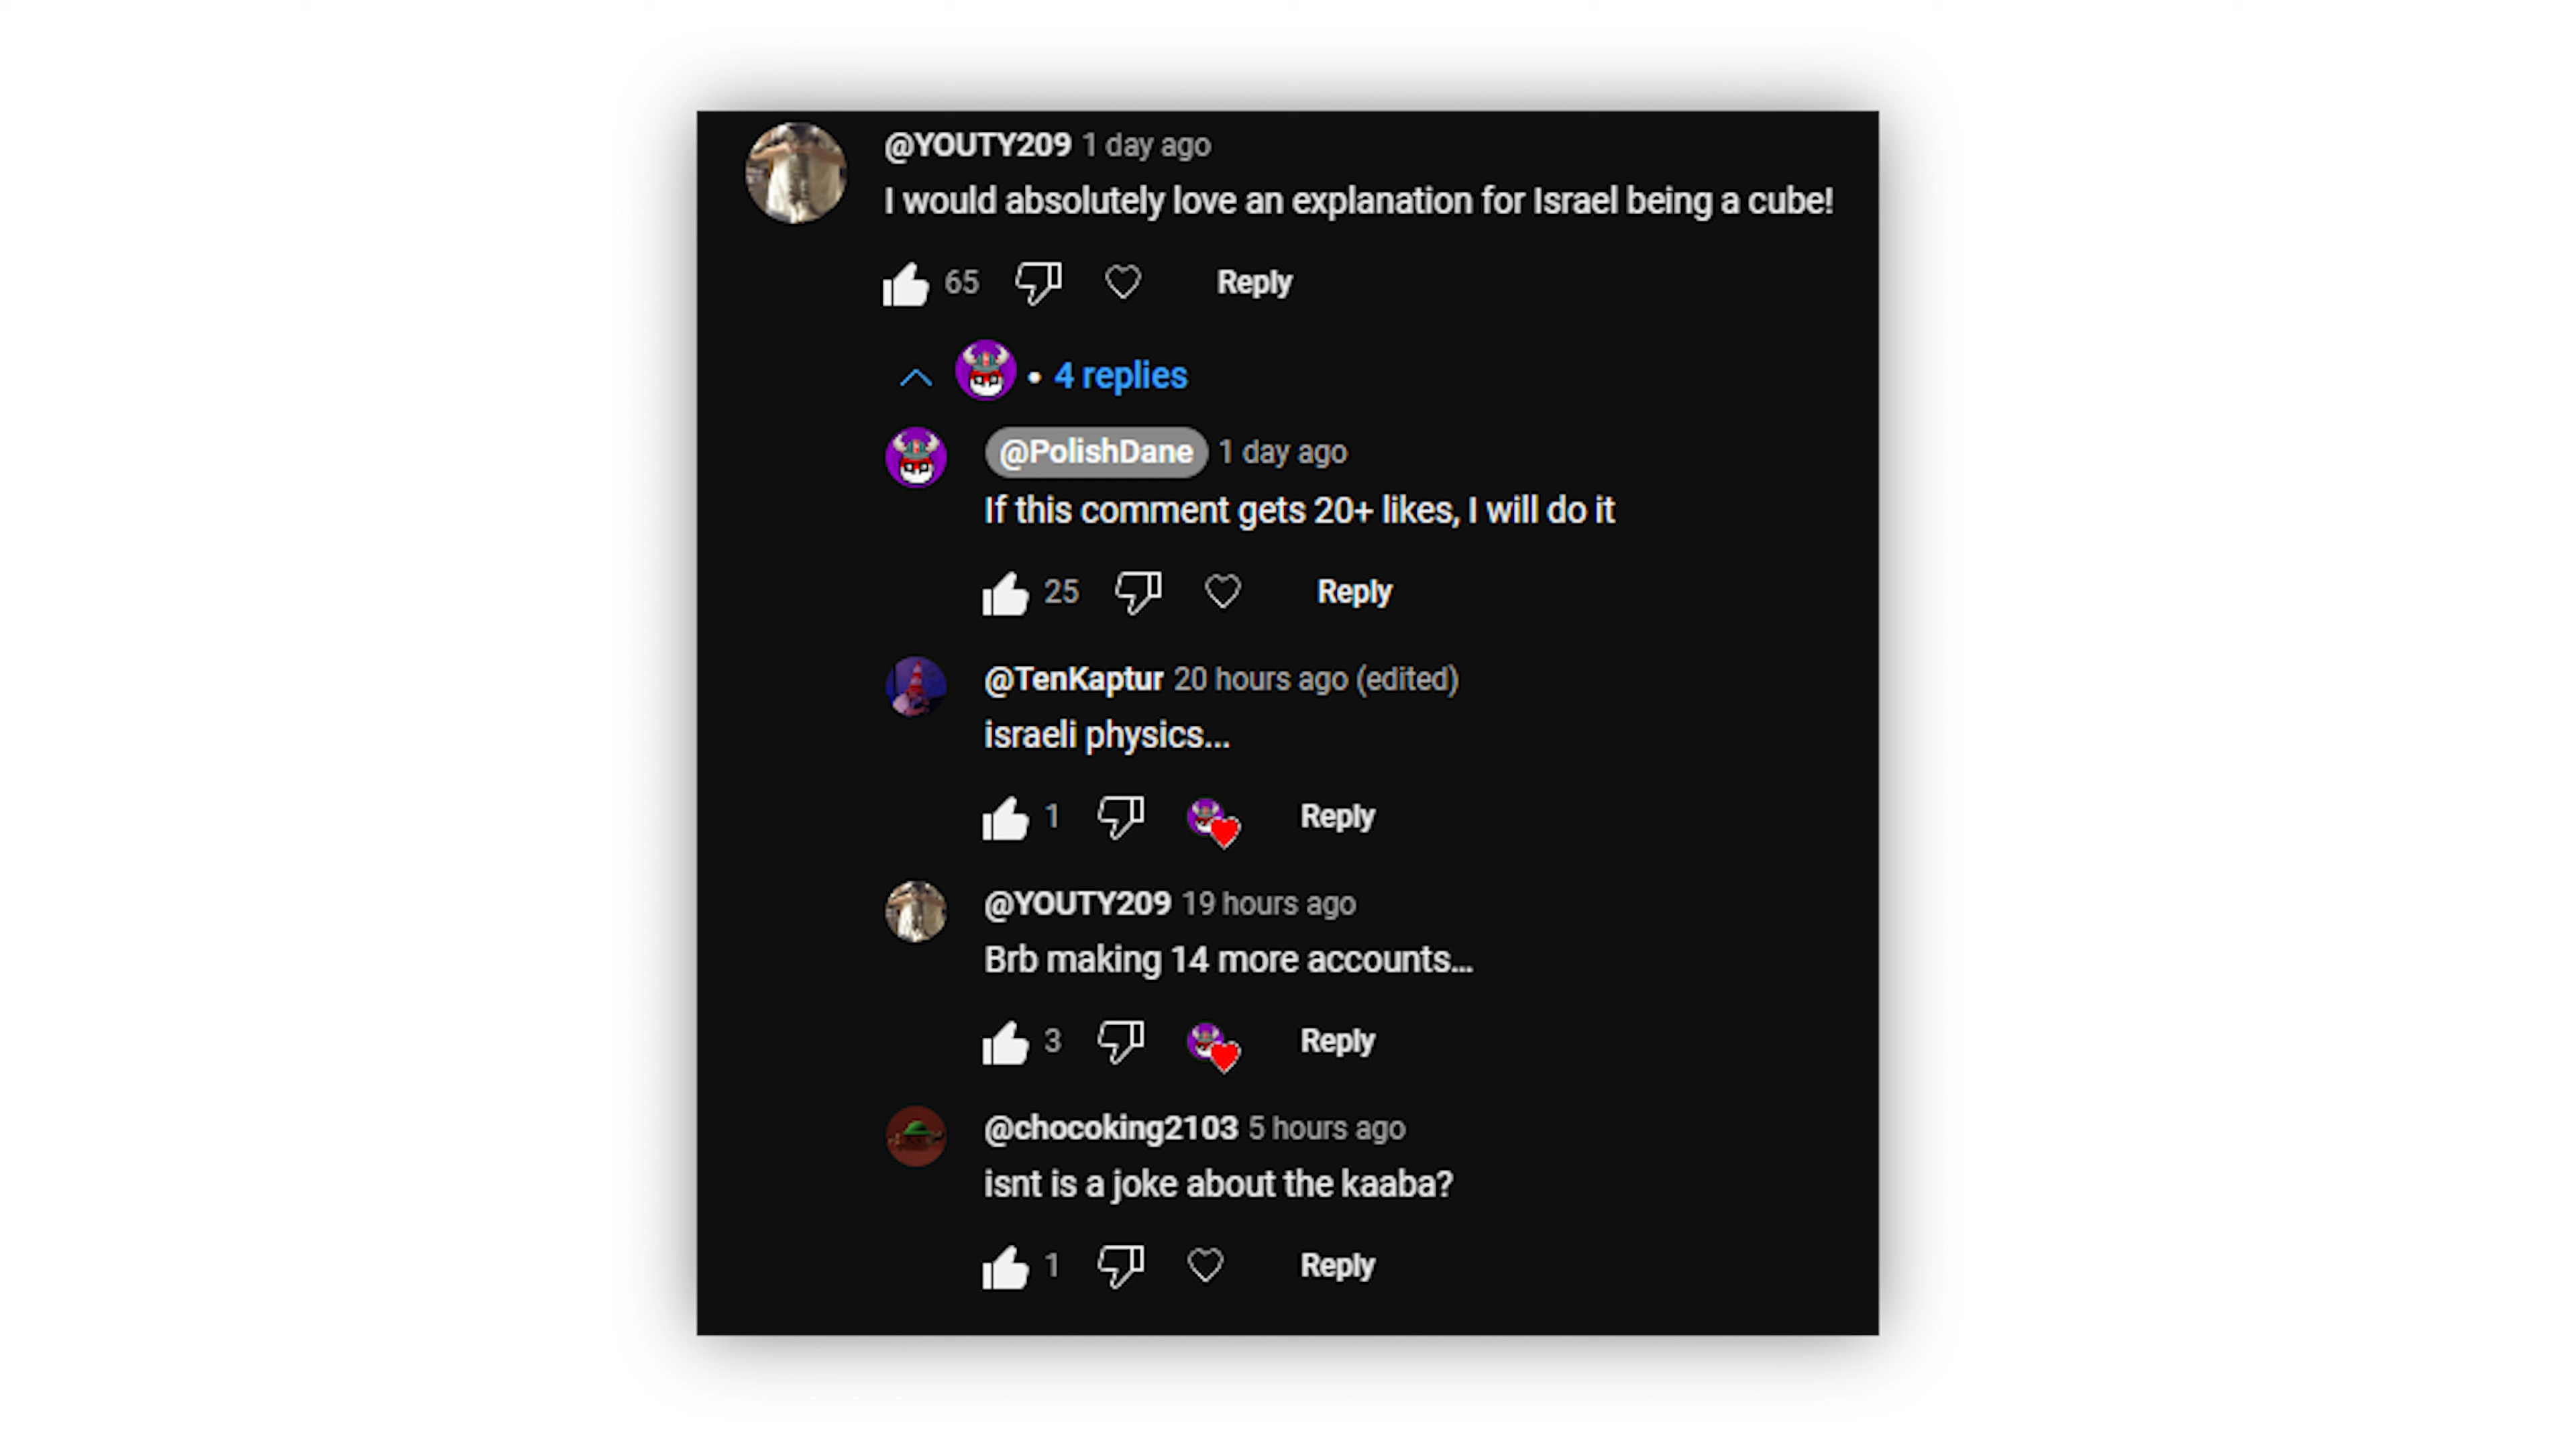 @YOUTY209 1 day ago
I would absolutely love an explanation for Israel being a cube!
65 Reply
• 4 replies
@PolishDane 1 day ago
If this comment gets 20+ likes, I will do it
25 Reply
@TenKaptur 20 hours ago (edited)
israeli physics...
1 Reply
@YOUTY209 19 hours ago
Brb making 14 more accounts...
3 Reply
@chocoking2103 5 hours ago
isnt is a joke about the kaaba?
1 Reply